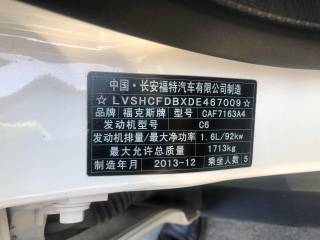 中国·长安福特汽车有限公司制造
☆LVSHCFDBXDE467009☆
品牌 福克斯牌 型号 CAF7163A4
发动机型号 C6
发动机排量/最大净功率 1.6L/92kw
最大允许总质量 1713kg
制造年月 2013-12 乘坐人数 5